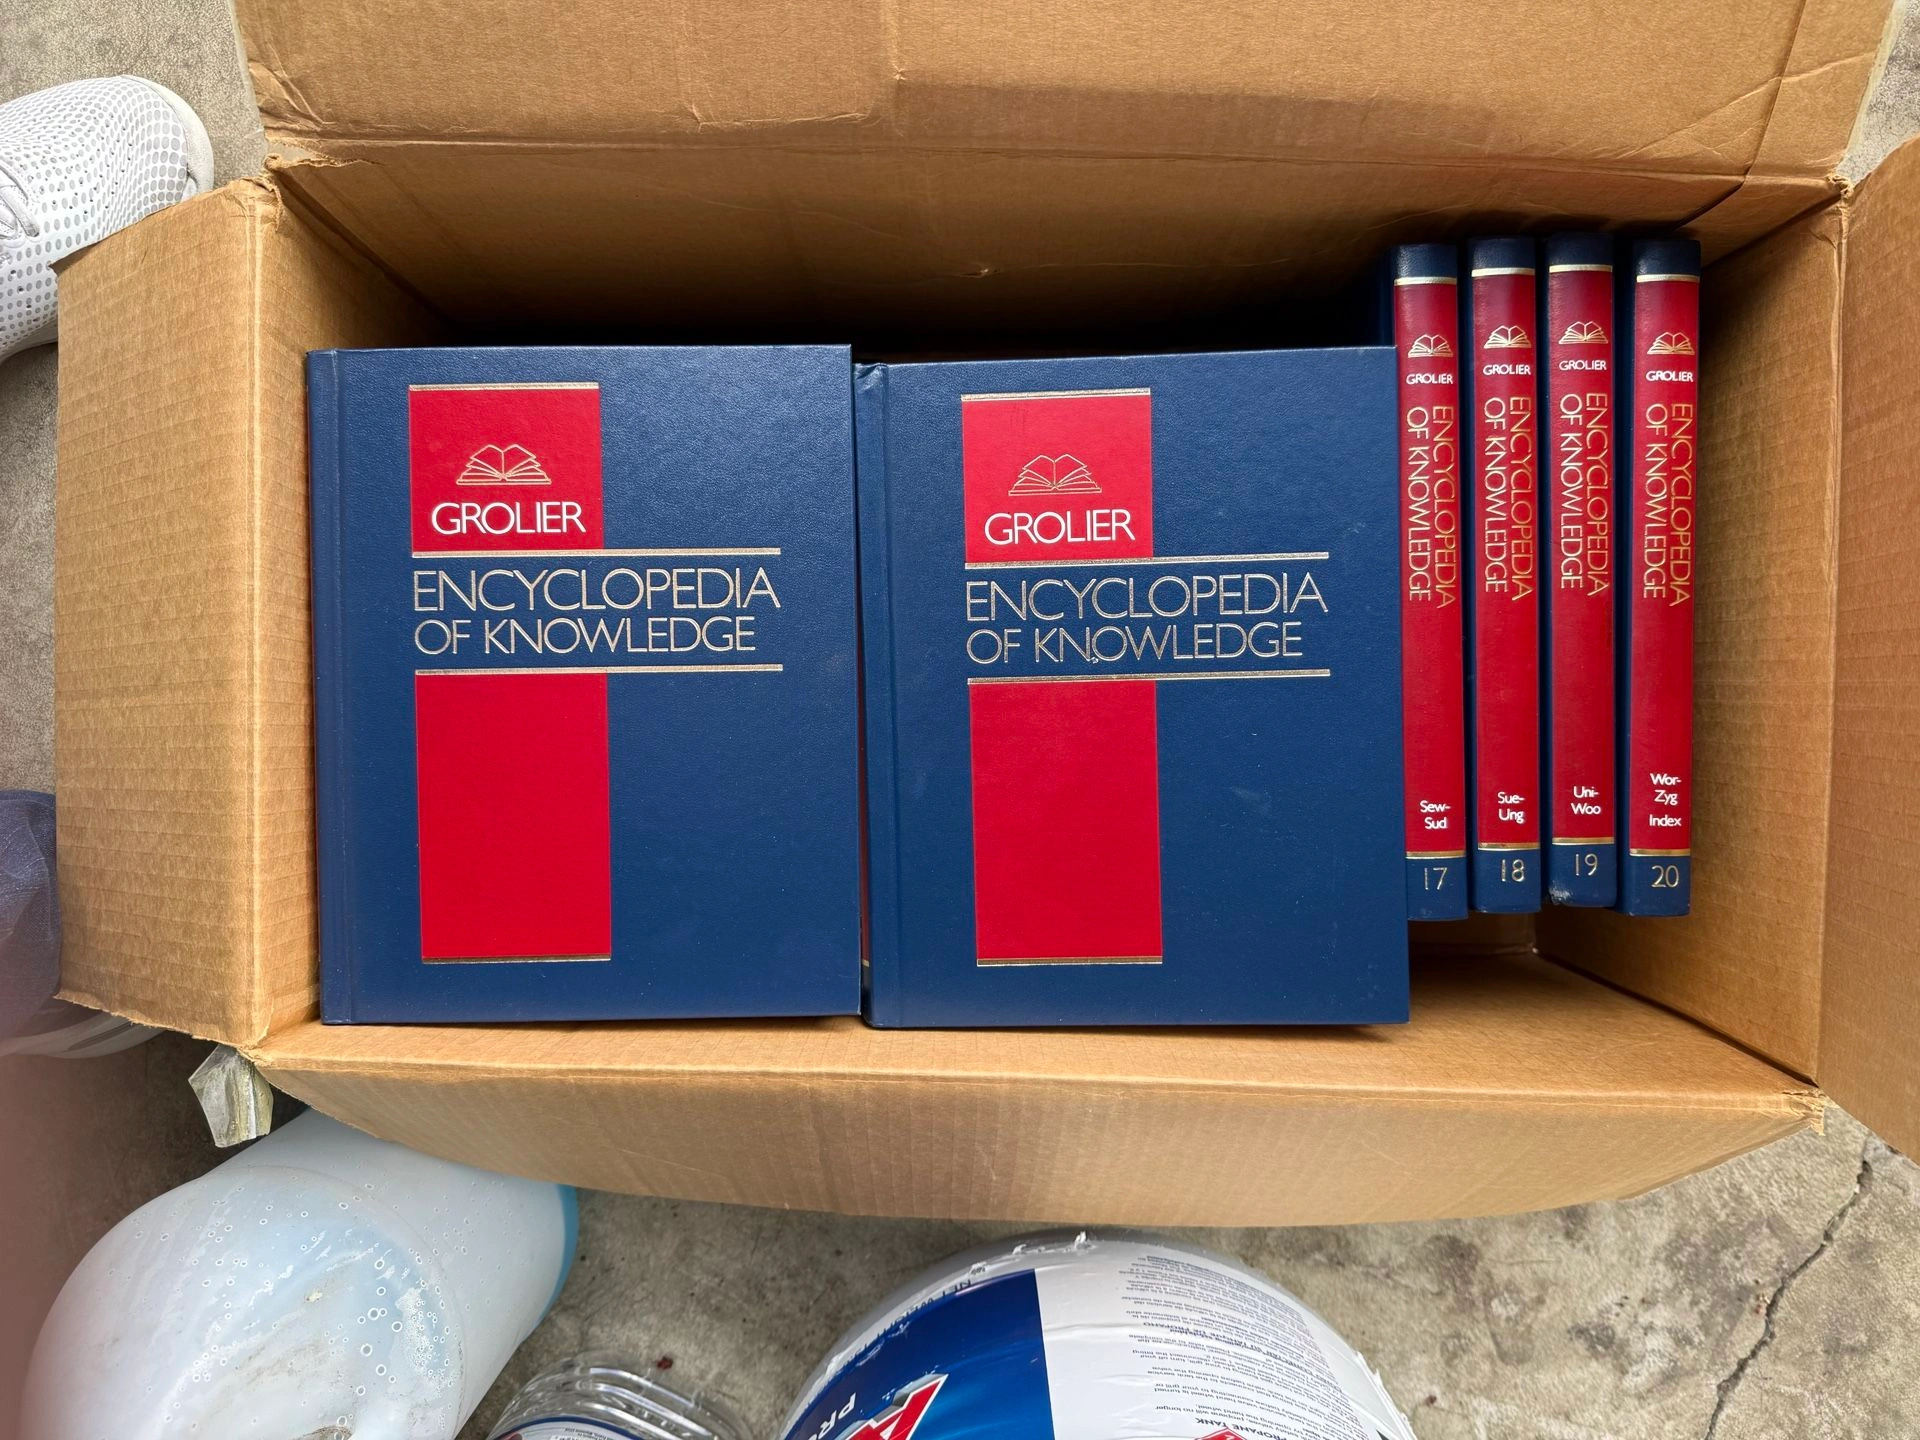 GROLIER
ENCYCLOPEDIA
OF KNOWLEDGE
GROLIER
ENCYCLOPEDIA
OF KNOWLEDGE
GROLIER
ENCYCLOPEDIA
OF KNOWLEDGE
Sew-
Sud
17
GROLIER
ENCYCLOPEDIA
OF KNOWLEDGE
Sue-
Ung
18
GROLIER
ENCYCLOPEDIA
OF KNOWLEDGE
Uni-
Woo
19
GROLIER
ENCYCLOPEDIA
OF KNOWLEDGE
Wor-
Zyg
Index
20